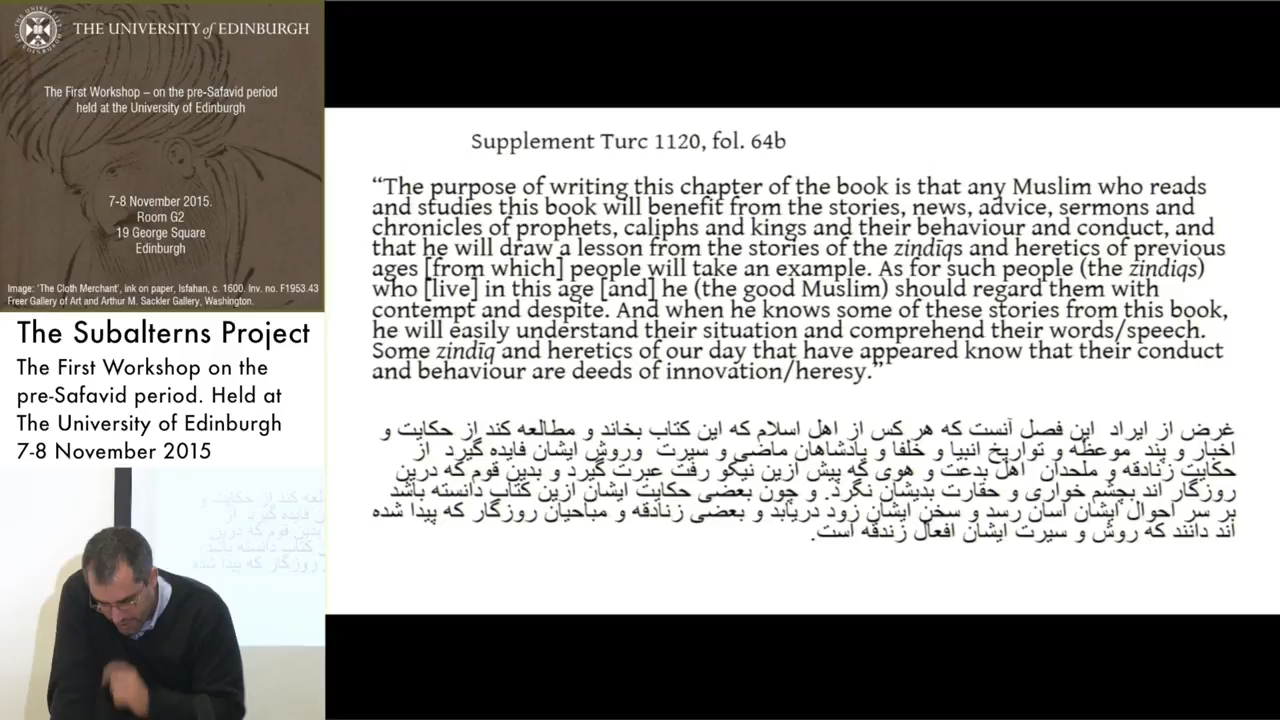 THE UNIVERSITY of EDINBURGH
The First Workshop – on the pre-Safavid period
held at the University of Edinburgh
7-8 November 2015.
Room G2
19 George Square
Edinburgh
Image: 'The Cloth Merchant', ink on paper, Isfahan, c. 1600. Inv. no. F1953.43
Freer Gallery of Art and Arthur M. Sackler Gallery, Washington.
The Subalterns Project
The First Workshop on the
pre-Safavid period. Held at
The University of Edinburgh
7-8 November 2015
Supplement Turc 1120, fol. 64b
“The purpose of writing this chapter of the book is that any Muslim who reads
and studies this book will benefit from the stories, news, advice, sermons and
chronicles of prophets, caliphs and kings and their behaviour and conduct, and
that he will draw a lesson from the stories of the zindīqs and heretics of previous
ages [from which] people will take an example. As for such people (the zindiqs)
who [live] in this age [and] he (the good Muslim) should regard them with
contempt and despite. And when he knows some of these stories from this book,
he will easily understand their situation and comprehend their words/speech.
Some zindīq and heretics of our day that have appeared know that their conduct
and behaviour are deeds of innovation/heresy.”
غرض از ایراد این فصل آنست که هر کس از اهل اسلام که این کتاب بخاند و مطالعه کند از حکایت و
اخبار و پند موعظه و تواریخ انبیا و خلفا و پادشاهان ماضی و سیرت وروش ایشان فایده گیرد از
حکایت زنادقه و ملحدان اهل بدعت و هوی که پیش ازین نیکو رفت عبرت گیرد و بدین قوم که درین
روزگار اند بچشم خواری و حقارت بدیشان نگرد. و چون بعضی حکایت ایشان ازین کتاب دانسته باشد
بر سر احوال ایشان اسان رسد و سخن ایشان زود دریابد و بعضی زنادقه و مباحیان روزگار که پیدا شده
اند دانند که روش و سیرت ایشان افعال زندقه است.